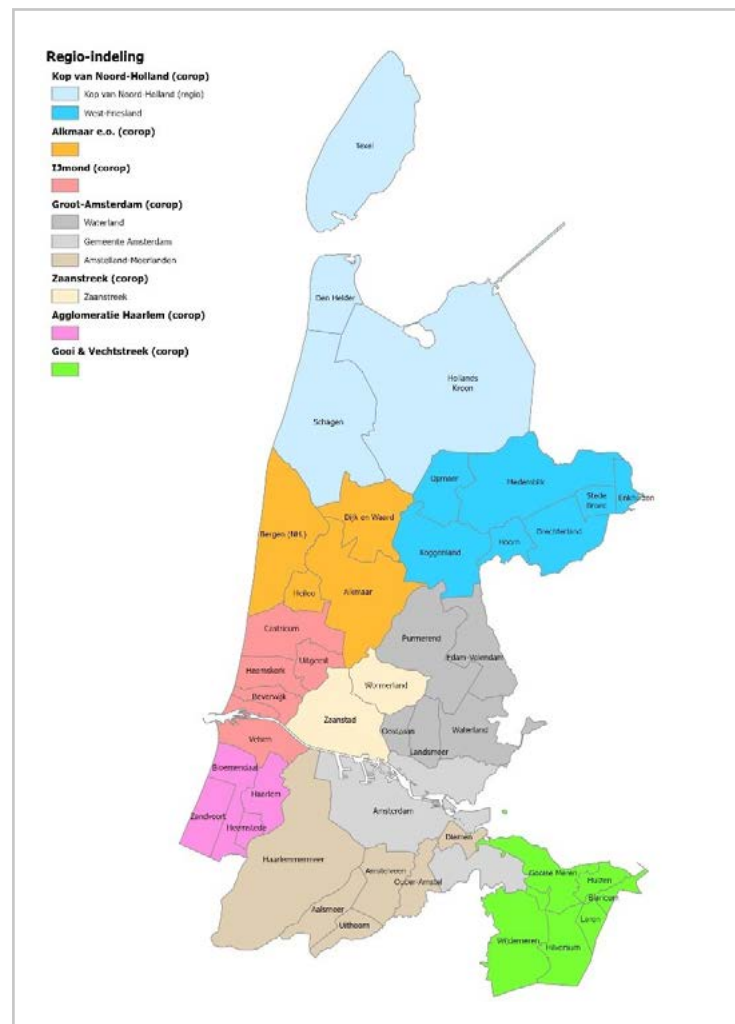 Regio-indeling
Kop van Noord-Holland (corop)
Kop van Noord-Holland (regio)
West-Friesland
Alkmaar e.o. (corop)
IJmond (corop)
Groot-Amsterdam (corop)
Waterland
Gemeente Amsterdam
Amstelland-Meerlanden
Zaanstreek (corop)
Zaanstreek
Agglomeratie Haarlem (corop)
Gooi & Vechtstreek (corop)
Texel
Den Helder
Hollands
Kroon
Schagen
Opmeer
Medemblik
Stede
Broec
Enkhuizen
Drechterland
Hoorn
Koggenland
Dijk en Waard
Bergen (NH.)
Heiloo
Alkmaar
Castricum
Uitgeest
Heemskerk
Beverwijk
Velsen
Purmerend
Edam-Volendam
Wormerland
Zaanstad
Oostzaan
Waterland
Landsmeer
Bloemendaal
Haarlem
Zandvoort
Heemstede
Amsterdam
Diemen
Haarlemmermeer
Amstelveen
Ouder-Amstel
Aalsmeer
Uithoorn
Gooise Meren
Huizen
Blaricum
Laren
Wijdemeren
Hilversum